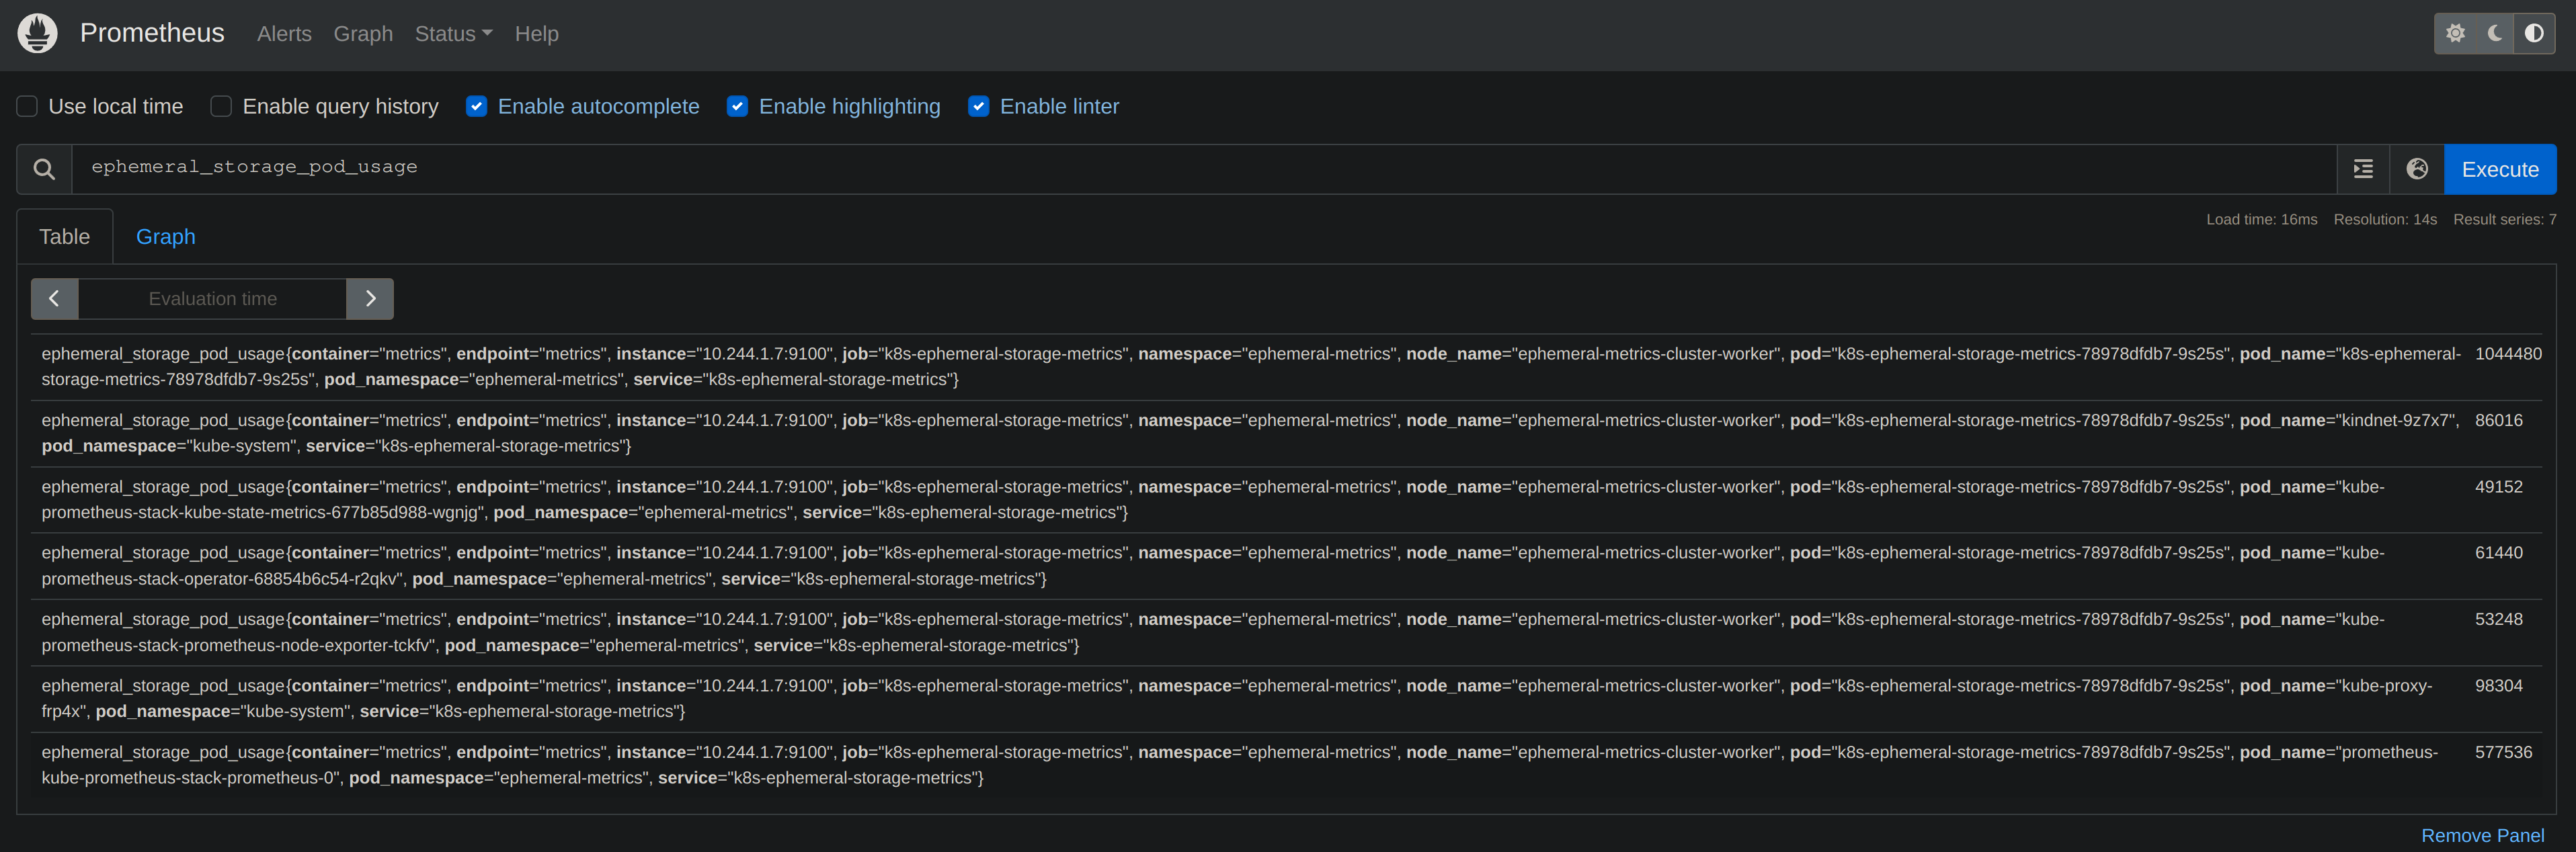 Prometheus Alerts Graph Status Help
Use local time Enable query history Enable autocomplete Enable highlighting Enable linter
ephemeral_storage_pod_usage Execute
Load time: 16ms Resolution: 14s Result series: 7
Table Graph
Evaluation time
ephemeral_storage_pod_usage{container="metrics", endpoint="metrics", instance="10.244.1.7:9100", job="k8s-ephemeral-storage-metrics", namespace="ephemeral-metrics", node_name="ephemeral-metrics-cluster-worker", pod="k8s-ephemeral-storage-metrics-78978dfdb7-9s25s", pod_name="k8s-ephemeral- 1044480
storage-metrics-78978dfdb7-9s25s", pod_namespace="ephemeral-metrics", service="k8s-ephemeral-storage-metrics"}
ephemeral_storage_pod_usage{container="metrics", endpoint="metrics", instance="10.244.1.7:9100", job="k8s-ephemeral-storage-metrics", namespace="ephemeral-metrics", node_name="ephemeral-metrics-cluster-worker", pod="k8s-ephemeral-storage-metrics-78978dfdb7-9s25s", pod_name="kindnet-9z7x7", 86016
pod_namespace="kube-system", service="k8s-ephemeral-storage-metrics"}
ephemeral_storage_pod_usage{container="metrics", endpoint="metrics", instance="10.244.1.7:9100", job="k8s-ephemeral-storage-metrics", namespace="ephemeral-metrics", node_name="ephemeral-metrics-cluster-worker", pod="k8s-ephemeral-storage-metrics-78978dfdb7-9s25s", pod_name="kube- 49152
prometheus-stack-kube-state-metrics-677b85d988-wgnjg", pod_namespace="ephemeral-metrics", service="k8s-ephemeral-storage-metrics"}
ephemeral_storage_pod_usage{container="metrics", endpoint="metrics", instance="10.244.1.7:9100", job="k8s-ephemeral-storage-metrics", namespace="ephemeral-metrics", node_name="ephemeral-metrics-cluster-worker", pod="k8s-ephemeral-storage-metrics-78978dfdb7-9s25s", pod_name="kube- 61440
prometheus-stack-operator-68854b6c54-r2qkv", pod_namespace="ephemeral-metrics", service="k8s-ephemeral-storage-metrics"}
ephemeral_storage_pod_usage{container="metrics", endpoint="metrics", instance="10.244.1.7:9100", job="k8s-ephemeral-storage-metrics", namespace="ephemeral-metrics", node_name="ephemeral-metrics-cluster-worker", pod="k8s-ephemeral-storage-metrics-78978dfdb7-9s25s", pod_name="kube- 53248
prometheus-stack-prometheus-node-exporter-tckfv", pod_namespace="ephemeral-metrics", service="k8s-ephemeral-storage-metrics"}
ephemeral_storage_pod_usage{container="metrics", endpoint="metrics", instance="10.244.1.7:9100", job="k8s-ephemeral-storage-metrics", namespace="ephemeral-metrics", node_name="ephemeral-metrics-cluster-worker", pod="k8s-ephemeral-storage-metrics-78978dfdb7-9s25s", pod_name="kube-proxy- 98304
frp4x", pod_namespace="kube-system", service="k8s-ephemeral-storage-metrics"}
ephemeral_storage_pod_usage{container="metrics", endpoint="metrics", instance="10.244.1.7:9100", job="k8s-ephemeral-storage-metrics", namespace="ephemeral-metrics", node_name="ephemeral-metrics-cluster-worker", pod="k8s-ephemeral-storage-metrics-78978dfdb7-9s25s", pod_name="prometheus- 577536
kube-prometheus-stack-prometheus-0", pod_namespace="ephemeral-metrics", service="k8s-ephemeral-storage-metrics"}
Remove Panel